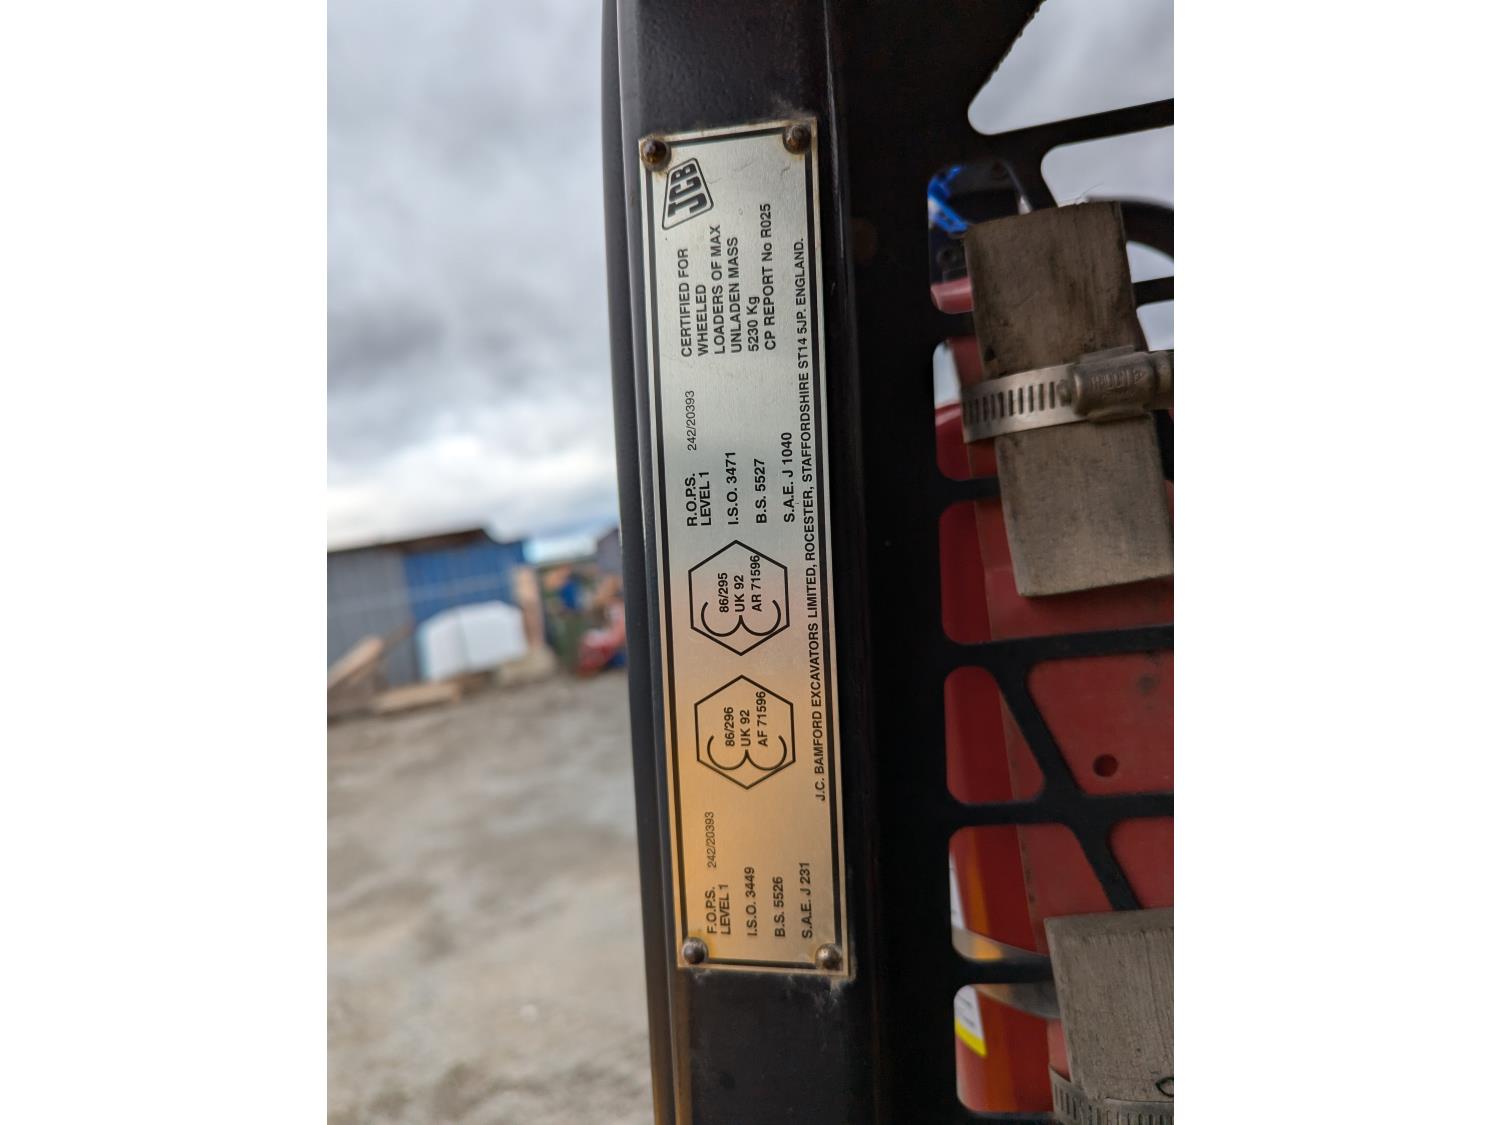 F.O.P.S. 242/20393
LEVEL 1
I.S.O. 3449
B.S. 5526
S.A.E. J 231
86/296
UK 92
AF 71596
86/295
UK 92
AR 71596
R.O.P.S. 242/20393
LEVEL 1
I.S.O. 3471
B.S. 5527
S.A.E. J 1040
JCB
CERTIFIED FOR
WHEELED
LOADERS OF MAX
UNLADEN MASS
5230 Kg
CP REPORT No R025
J.C. BAMFORD EXCAVATORS LIMITED, ROCESTER, STAFFORDSHIRE ST14 5JP. ENGLAND.